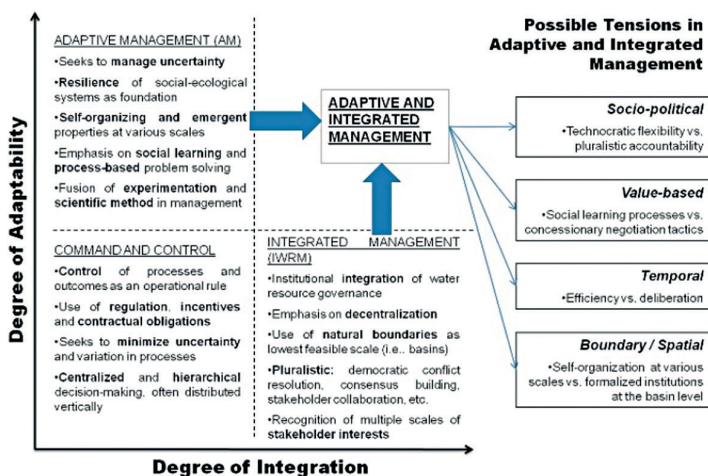 Degree of Adaptability
ADAPTIVE MANAGEMENT (AM)
•Seeks to manage uncertainty
•Resilience of social-ecological
systems as foundation
•Self-organizing and emergent
properties at various scales
•Emphasis on social learning and
process-based problem solving
•Fusion of experimentation and
scientific method in management
ADAPTIVE AND
INTEGRATED
MANAGEMENT
COMMAND AND CONTROL
•Control of processes and
outcomes as an operational rule
•Use of regulation, incentives
and contractual obligations
•Seeks to minimize uncertainty
and variation in processes
•Centralized and hierarchical
decision-making, often distributed
vertically
INTEGRATED MANAGEMENT
(IWRM)
•Institutional integration of water
resource governance
•Emphasis on decentralization
•Use of natural boundaries as
lowest feasible scale (i.e.. basins)
•Pluralistic: democratic conflict
resolution, consensus building,
stakeholder collaboration, etc.
•Recognition of multiple scales of
stakeholder interests
Degree of Integration
Possible Tensions in
Adaptive and Integrated
Management
Socio-political
•Technocratic flexibility vs.
pluralistic accountability
Value-based
•Social learning processes vs.
concessionary negotiation tactics
Temporal
•Efficiency vs. deliberation
Boundary / Spatial
•Self-organization at various
scales vs. formalized institutions
at the basin level